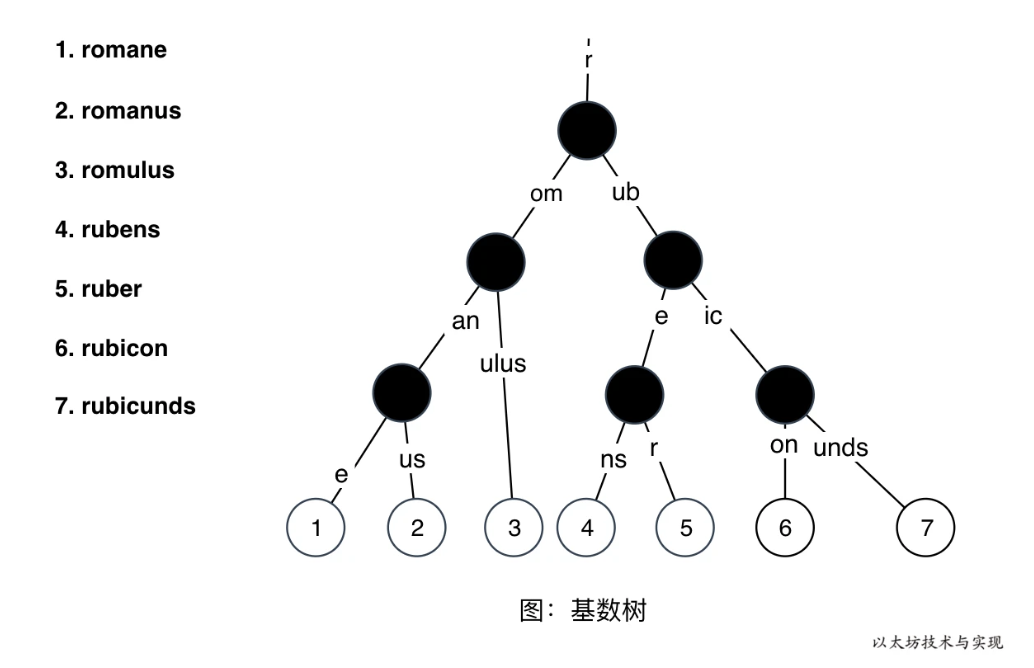 1. romane
2. romanus
3. romulus
4. rubens
5. ruber
6. rubicon
7. rubicunds
r
om
ub
an
ulus
e
ic
e
us
ns
r
on
unds
1
2
3
4
5
6
7
图：基数树
以太坊技术与实现